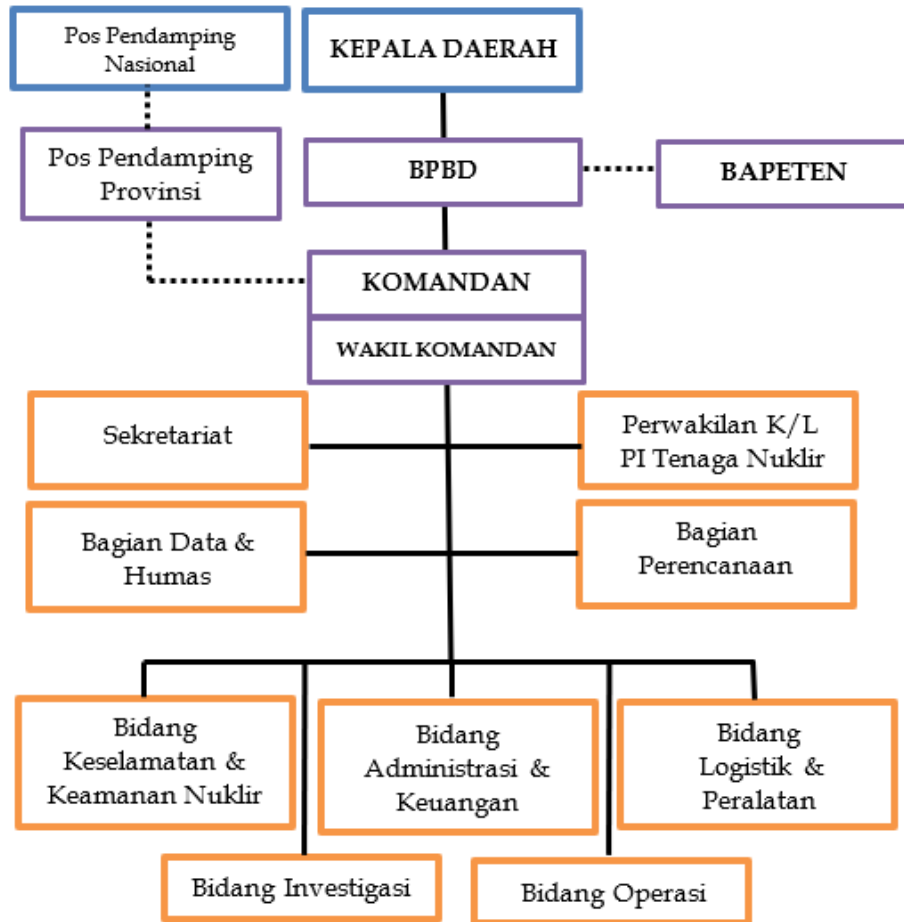 Pos Pendamping
Nasional
KEPALA DAERAH
Pos Pendamping
Provinsi
BPBD
BAPETEN
KOMANDAN
WAKIL KOMANDAN
Sekretariat
Perwakilan K/L
PI Tenaga Nuklir
Bagian Data &
Humas
Bagian
Perencanaan
Bidang
Keselamatan &
Keamanan Nuklir
Bidang
Administrasi &
Keuangan
Bidang
Logistik &
Peralatan
Bidang Investigasi
Bidang Operasi